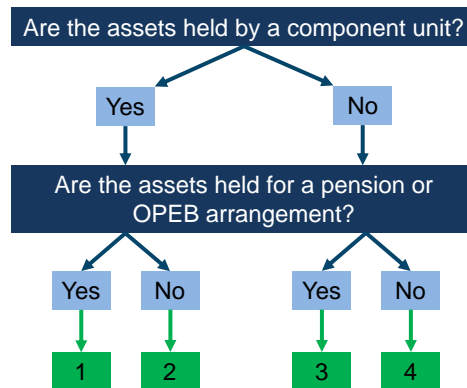 Are the assets held by a component unit?
Yes
No
Are the assets held for a pension or
OPEB arrangement?
Yes
No
Yes
No
1
2
3
4